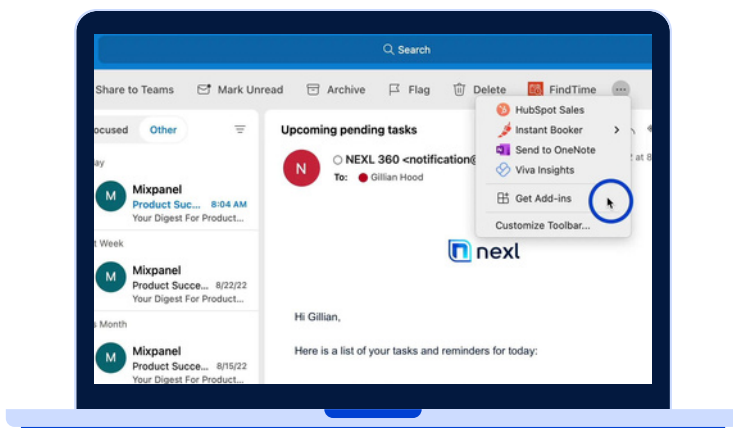 Search
Share to Teams Mark Unread Archive Flag Delete FindTime
HubSpot Sales
Instant Booker
Send to OneNote
Viva Insights
Get Add-ins
Customize Toolbar...
ocused Other
ay
M
Mixpanel
Product Suc... 8:04 AM
Your Digest For Product...
t Week
M
Mixpanel
Product Succe... 8/22/22
Your Digest For Product...
s Month
M
Mixpanel
Product Succe... 8/15/22
Your Digest For Product...
Upcoming pending tasks
N
NEXL 360 <notification@
To: Gillian Hood
at 8
nexl
Hi Gillian,
Here is a list of your tasks and reminders for today: